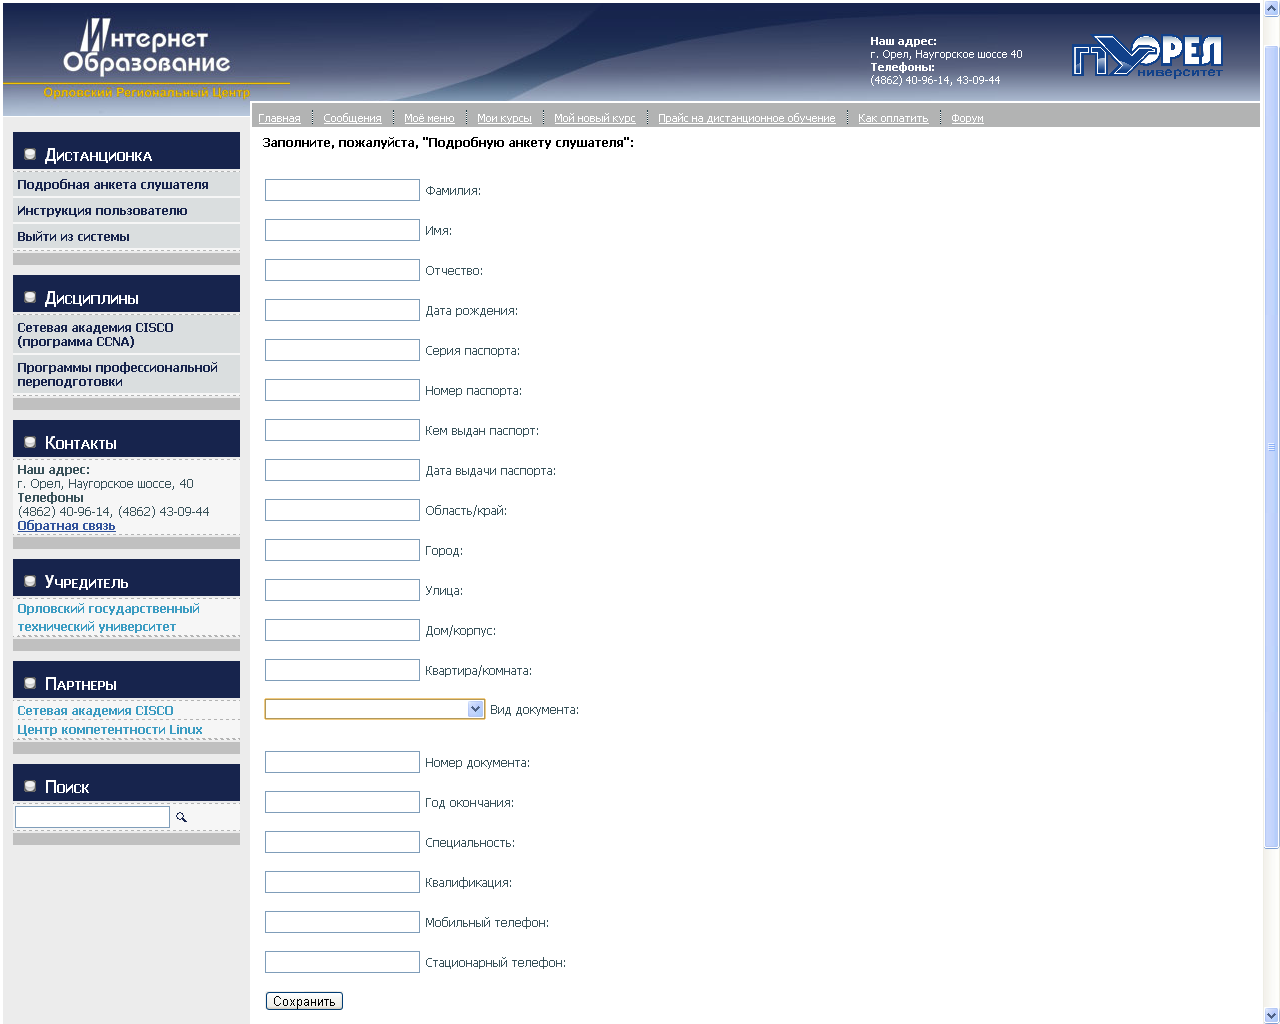 Интернет
Образование
Орловский Региональный Центр
Наш адрес:
г. Орел, Наугорское шоссе 40
Телефоны:
(4862) 40-96-14, 43-09-44
ГТУ ОРЕЛ
университет
Главная
Сообщения
Моё меню
Мои курсы
Мой новый курс
Прайс на дистанционное обучение
Как оплатить
Форум
Дистанционка
Подробная анкета слушателя
Инструкция пользователю
Выйти из системы
Дисциплины
Сетевая академия CISCO
(программа CCNA)
Программы профессиональной
переподготовки
Контакты
Наш адрес:
г. Орел, Наугорское шоссе, 40
Телефоны
(4862) 40-96-14, (4862) 43-09-44
Обратная связь
Учредитель
Орловский государственный
технический университет
Партнеры
Сетевая академия CISCO
Центр компетентности Linux
Поиск
Заполните, пожалуйста, "Подробную анкету слушателя":
Фамилия:
Имя:
Отчество:
Дата рождения:
Серия паспорта:
Номер паспорта:
Кем выдан паспорт:
Дата выдачи паспорта:
Область/край:
Город:
Улица:
Дом/корпус:
Квартира/комната:
Вид документа:
Номер документа:
Год окончания:
Специальность:
Квалификация:
Мобильный телефон:
Стационарный телефон:
Сохранить